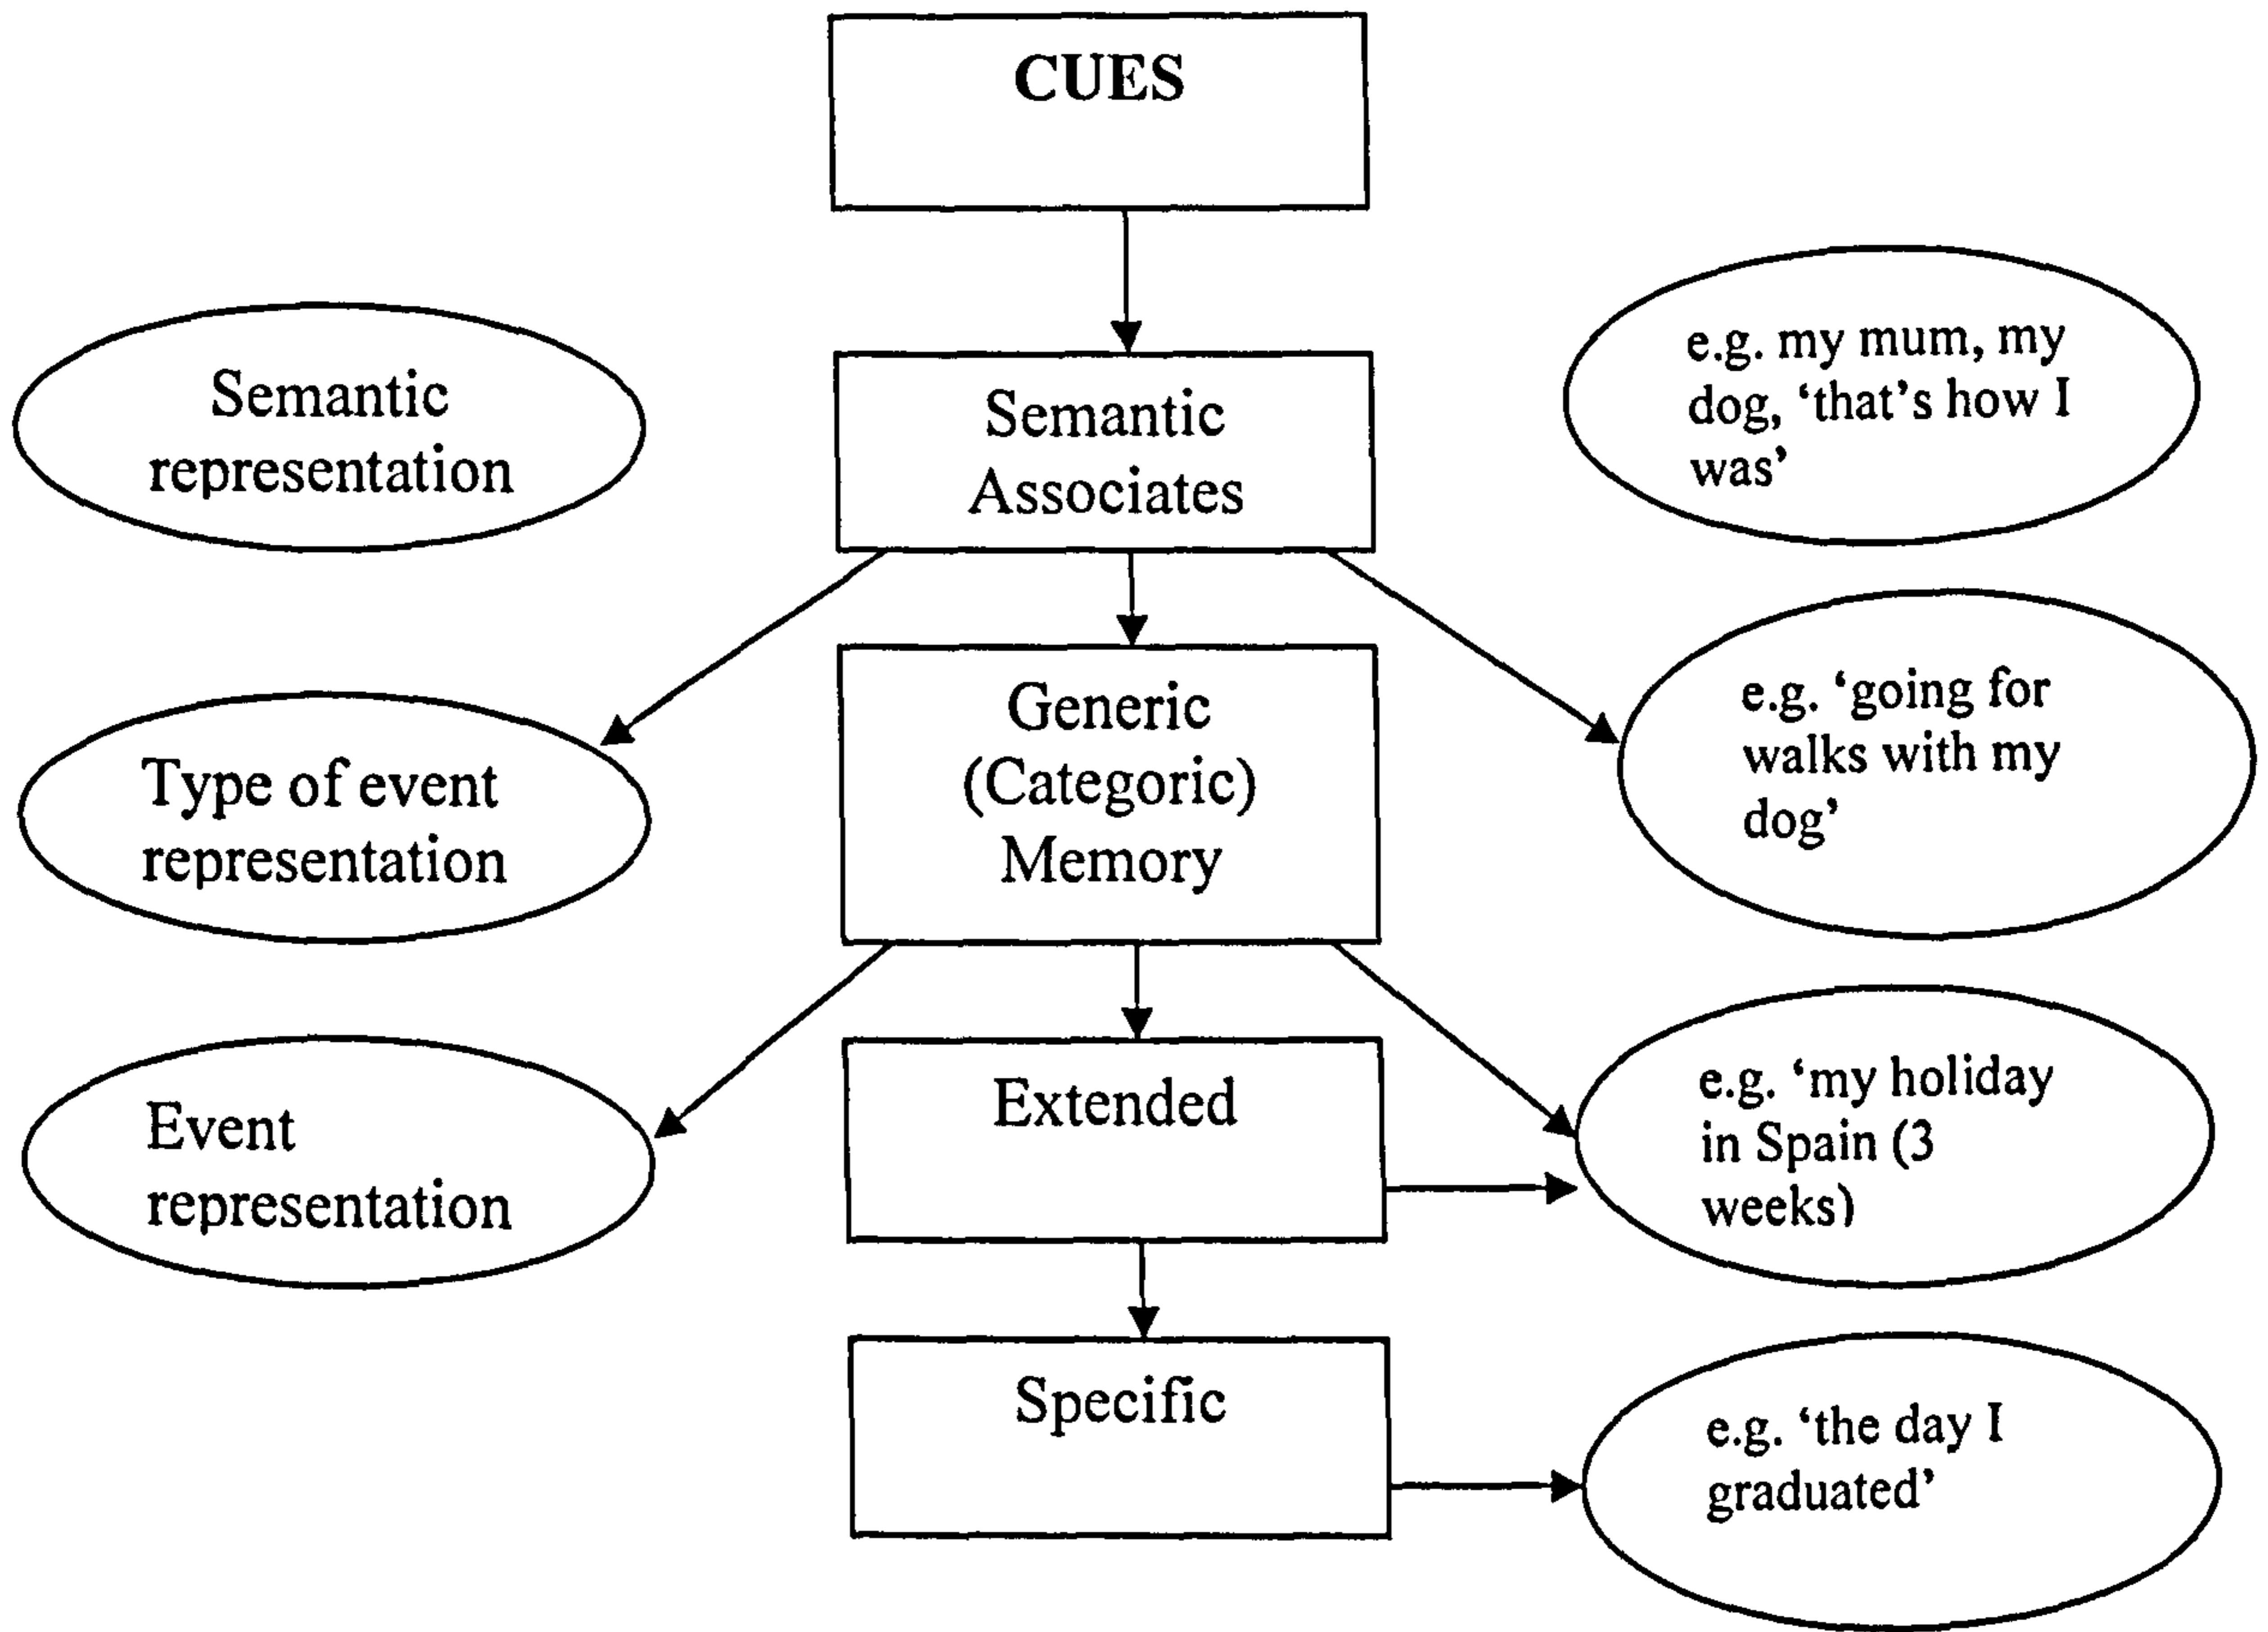 CUES
Semantic
representation
Semantic
Associates
e.g. my mum, my
dog, ‘that’s how I
was’
Type of event
representation
Generic
(Categoric)
Memory
e.g. ‘going for
walks with my
dog’
Event
representation
Extended
e.g. ‘my holiday
in Spain (3
weeks)
Specific
e.g. ‘the day I
graduated’